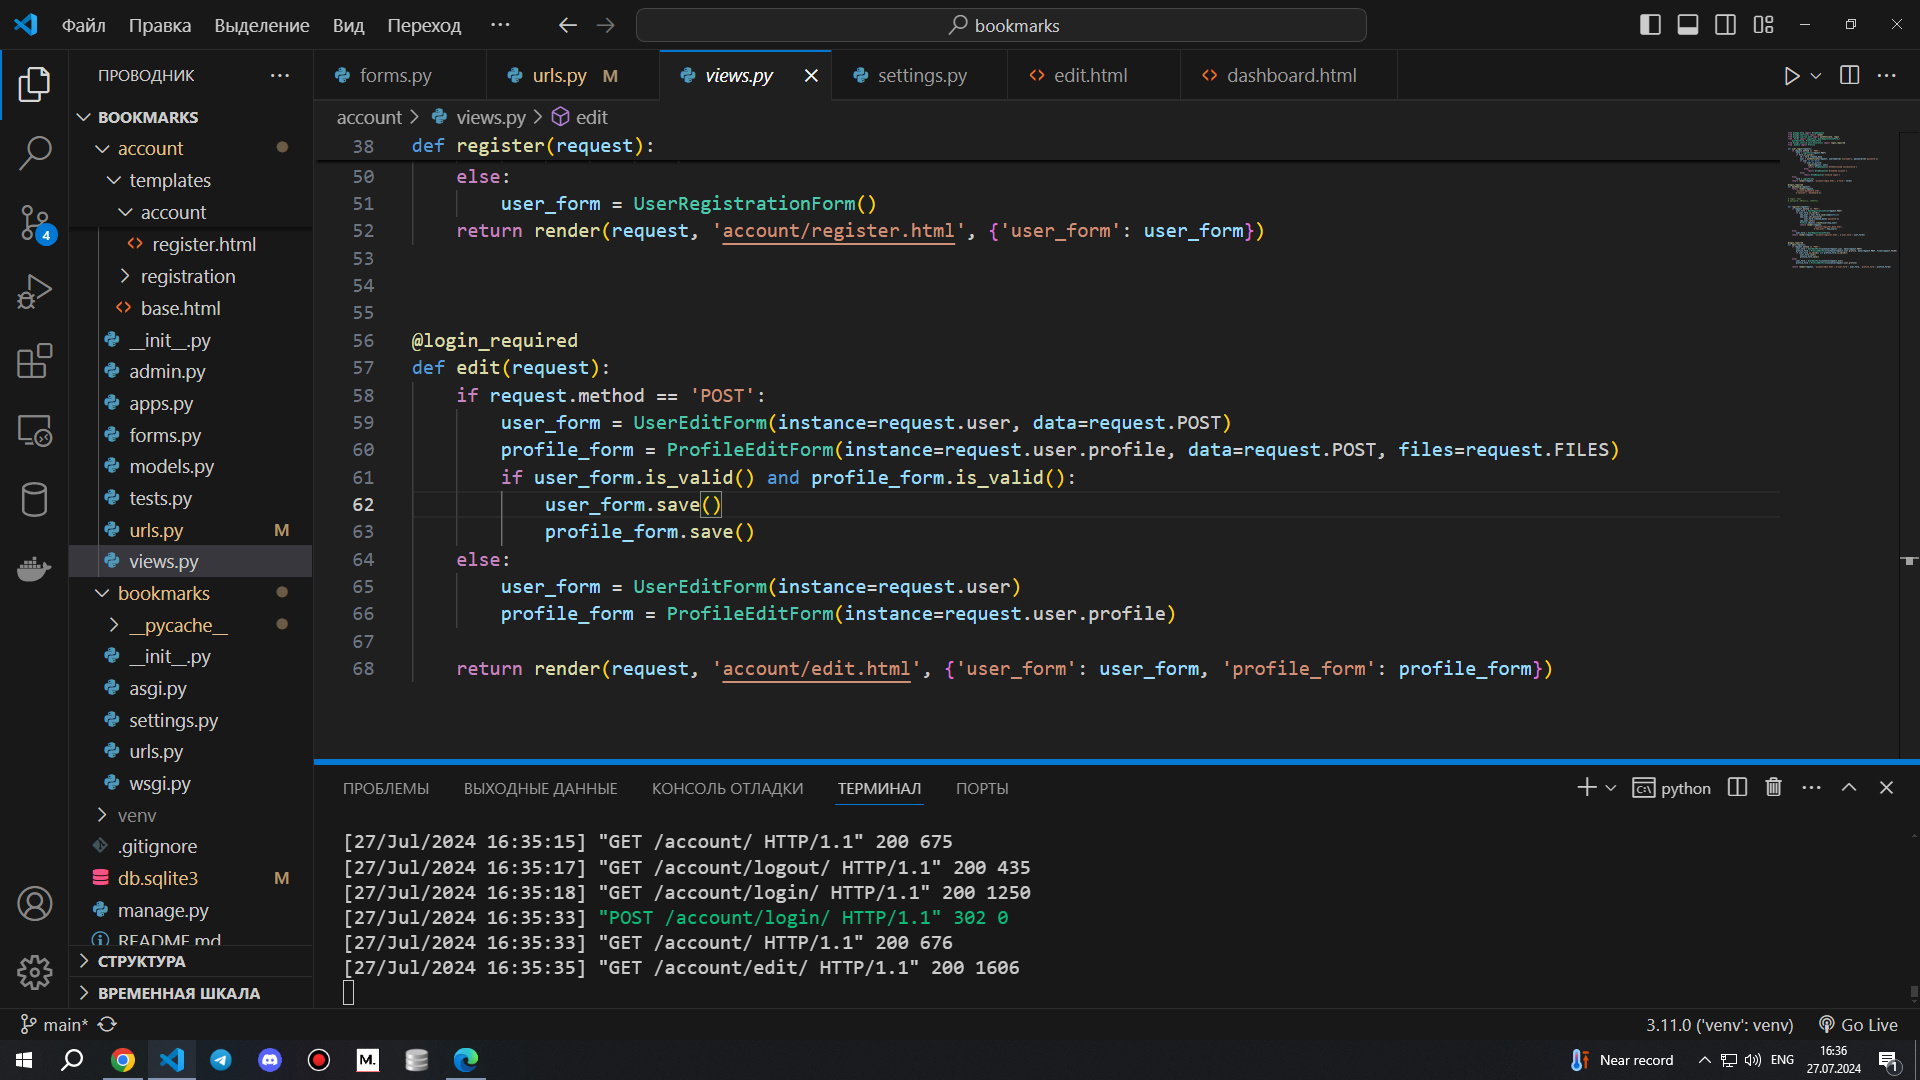 Файл Правка Выделение Вид Переход ··· bookmarks
ПРОВОДНИК ···
forms.py urls.py M views.py settings.py edit.html dashboard.html
BOOKMARKS
account
templates
account
register.html
registration
base.html
__init__.py
admin.py
apps.py
forms.py
models.py
tests.py
urls.py M
views.py
bookmarks
__pycache__
__init__.py
asgi.py
settings.py
urls.py
wsgi.py
venv
.gitignore
db.sqlite3 M
manage.py
README.md
СТРУКТУРА
ВРЕМЕННАЯ ШКАЛА
4
account > views.py > edit
38 def register(request):
50 else:
51 user_form = UserRegistrationForm()
52 return render(request, 'account/register.html', {'user_form': user_form})
53
54
55
56 @login_required
57 def edit(request):
58 if request.method == 'POST':
59 user_form = UserEditForm(instance=request.user, data=request.POST)
60 profile_form = ProfileEditForm(instance=request.user.profile, data=request.POST, files=request.FILES)
61 if user_form.is_valid() and profile_form.is_valid():
62 user_form.save()
63 profile_form.save()
64 else:
65 user_form = UserEditForm(instance=request.user)
66 profile_form = ProfileEditForm(instance=request.user.profile)
67
68 return render(request, 'account/edit.html', {'user_form': user_form, 'profile_form': profile_form})
ПРОБЛЕМЫ ВЫХОДНЫЕ ДАННЫЕ КОНСОЛЬ ОТЛАДКИ ТЕРМИНАЛ ПОРТЫ python
[27/Jul/2024 16:35:15] "GET /account/ HTTP/1.1" 200 675
[27/Jul/2024 16:35:17] "GET /account/logout/ HTTP/1.1" 200 435
[27/Jul/2024 16:35:18] "GET /account/login/ HTTP/1.1" 200 1250
[27/Jul/2024 16:35:33] "POST /account/login/ HTTP/1.1" 302 0
[27/Jul/2024 16:35:33] "GET /account/ HTTP/1.1" 200 676
[27/Jul/2024 16:35:35] "GET /account/edit/ HTTP/1.1" 200 1606
main* 3.11.0 ('venv': venv) Go Live
M. Near record ENG 16:36
27.07.2024
1